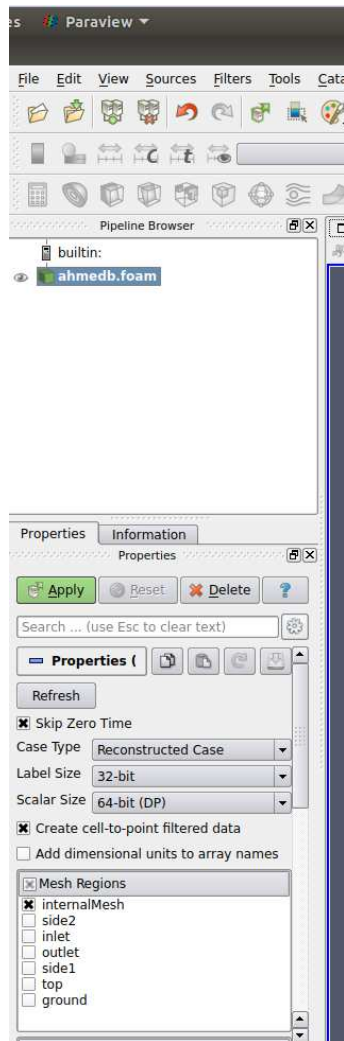 es Paraview
File Edit View Sources Filters Tools Cata
Pipeline Browser
builtin:
ahmedb.foam
Properties Information
Properties
Apply Reset Delete ?
Search ... (use Esc to clear text)
Properties (
Refresh
Skip Zero Time
Case Type Reconstructed Case
Label Size 32-bit
Scalar Size 64-bit (DP)
Create cell-to-point filtered data
Add dimensional units to array names
Mesh Regions
internalMesh
side2
inlet
outlet
side1
top
ground